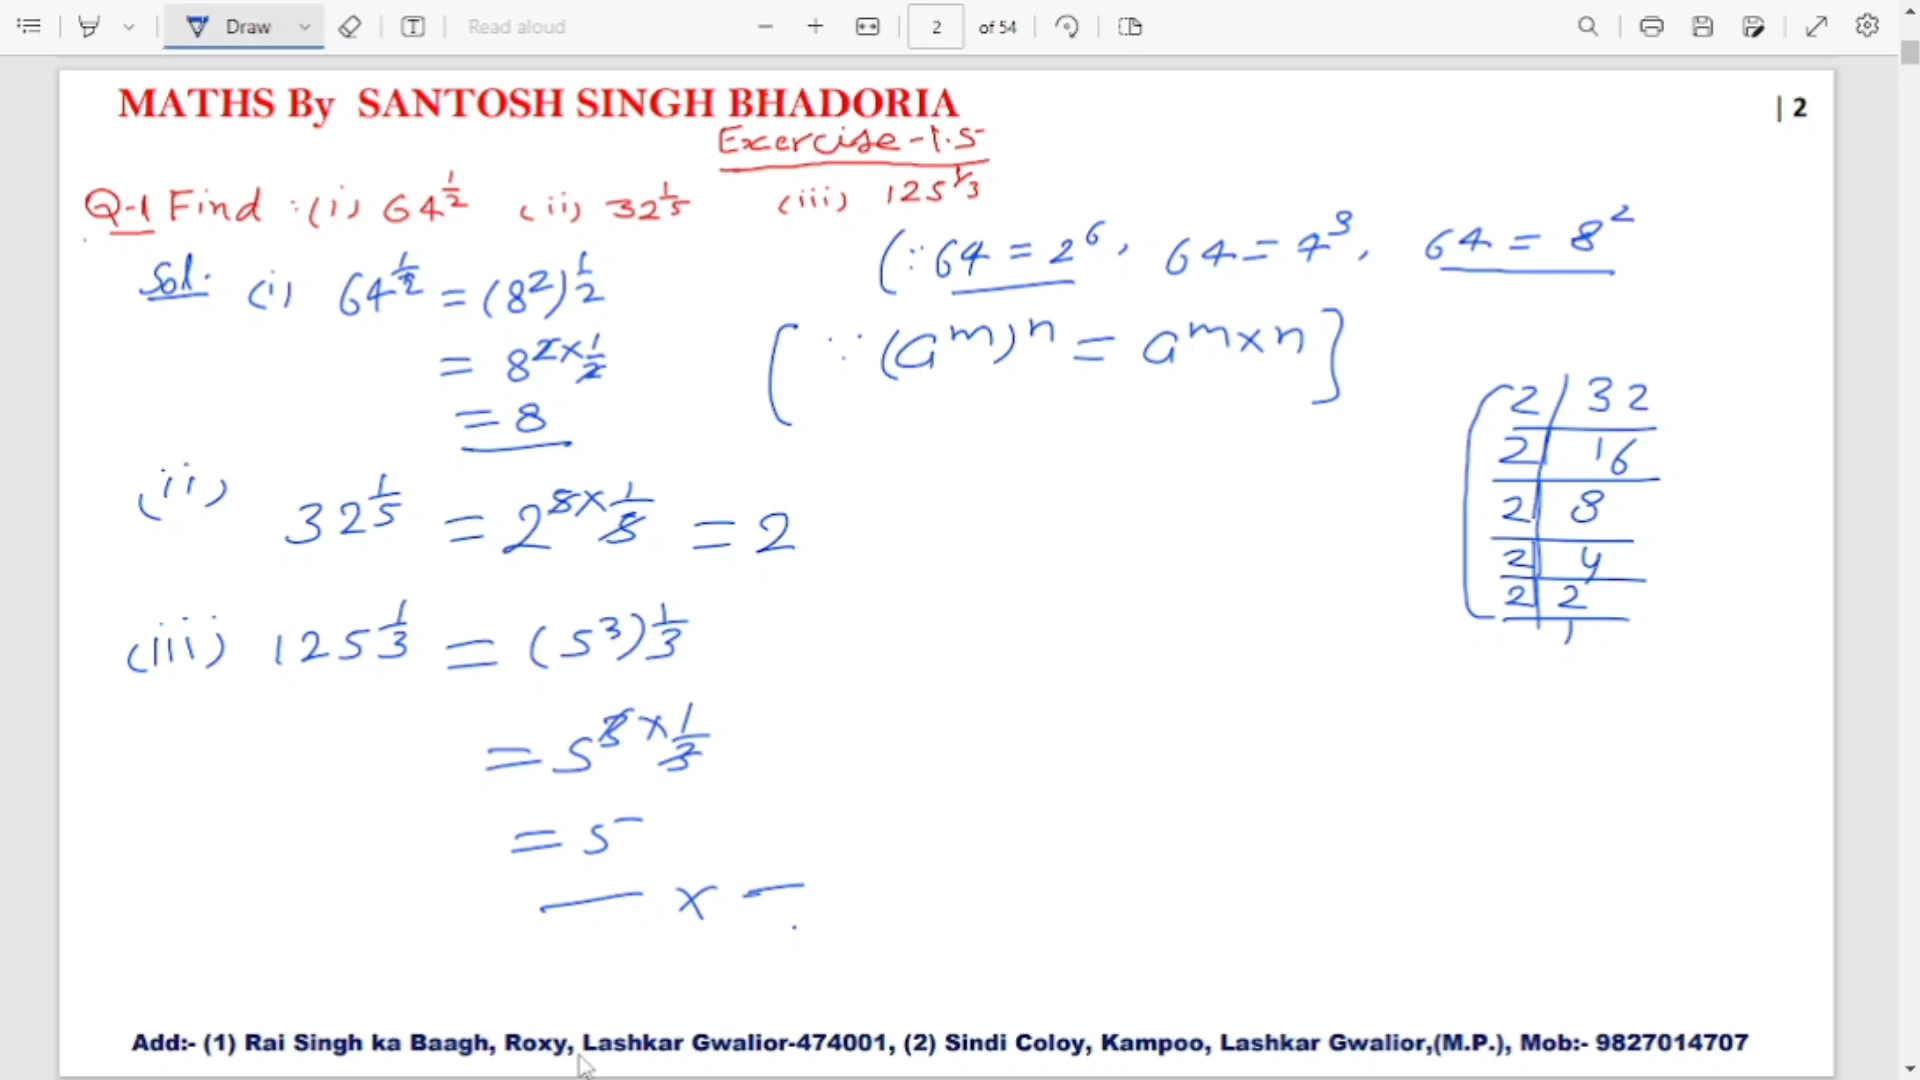 Draw
Read aloud
2 of 54
MATHS By SANTOSH SINGH BHADORIA
| 2
Exercise-1.5
Q-1 Find :(i) 64^1/2 (ii) 32^1/5 (iii) 125^1/3
Sol. (i) 64^1/2 = (8^2)^1/2 (∵ 64 = 2^6, 64 = 4^3, 64 = 8^2
= 8^2×1/2 [∵ (a^m)^n = a^m×n]
= 8
(ii) 32^1/5 = 2^5×1/5 = 2
2 | 32
2 | 16
2 | 8
2 | 4
2 | 2
1
(iii) 125^1/3 = (5^3)^1/3
= 5^3×1/3
= 5
— × —
Add:- (1) Rai Singh ka Baagh, Roxy, Lashkar Gwalior-474001, (2) Sindi Coloy, Kampoo, Lashkar Gwalior,(M.P.), Mob:- 9827014707